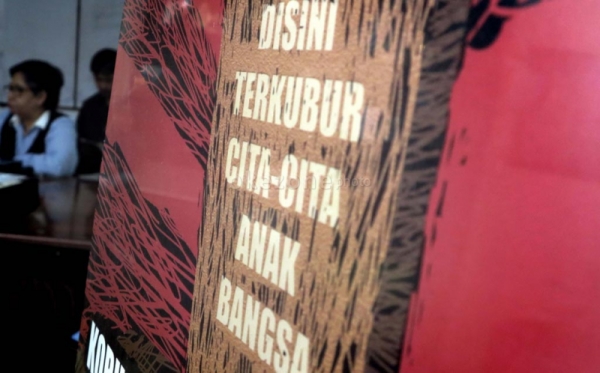 DISINI
TERKUBUR
CITA-CITA
ANAK
BANGSA